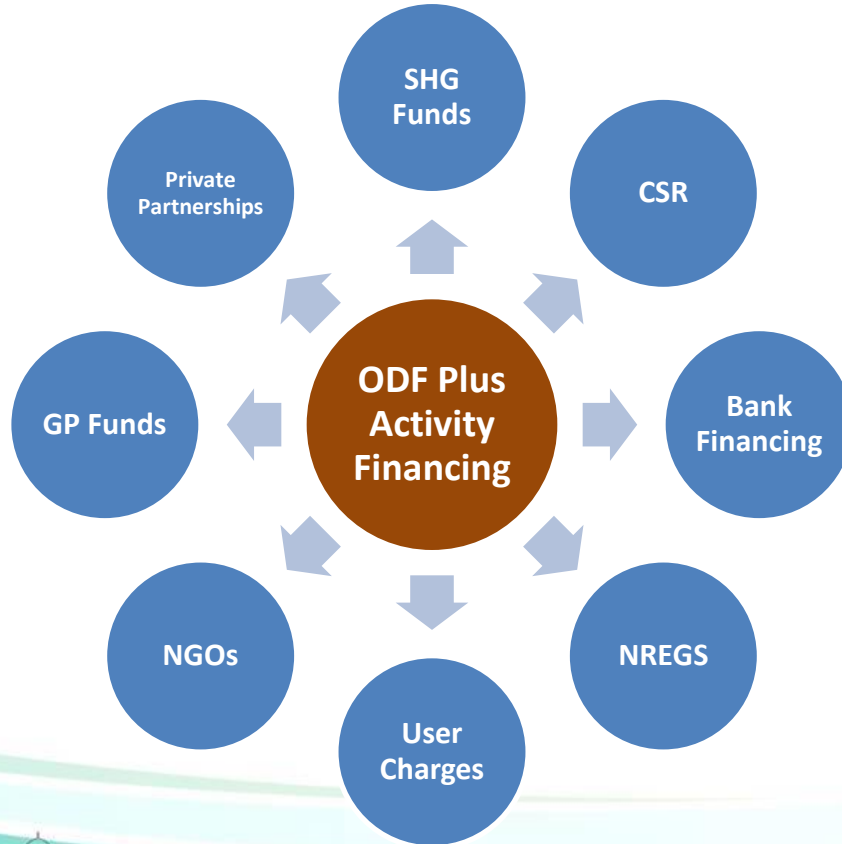 SHG
Funds
CSR
Bank
Financing
NREGS
User
Charges
NGOs
GP Funds
Private
Partnerships
ODF Plus
Activity
Financing